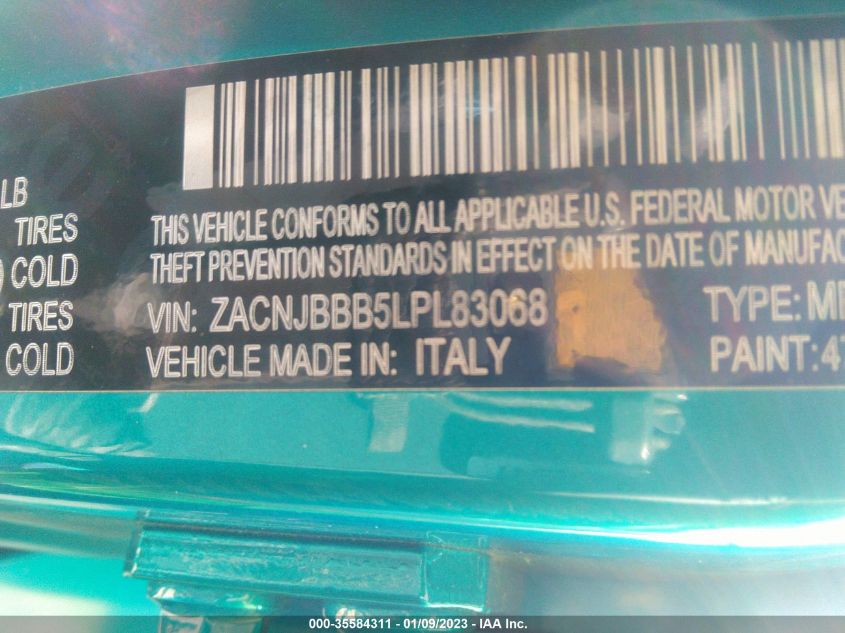 LB
TIRES
COLD
TIRES
COLD
THIS VEHICLE CONFORMS TO ALL APPLICABLE U.S. FEDERAL MOTOR VE
THEFT PREVENTION STANDARDS IN EFFECT ON THE DATE OF MANUFAC
VIN: ZACNJBBB5LPL83068 TYPE: M
VEHICLE MADE IN: ITALY PAINT: 4
000-35584311 - 01/09/2023 - IAA Inc.